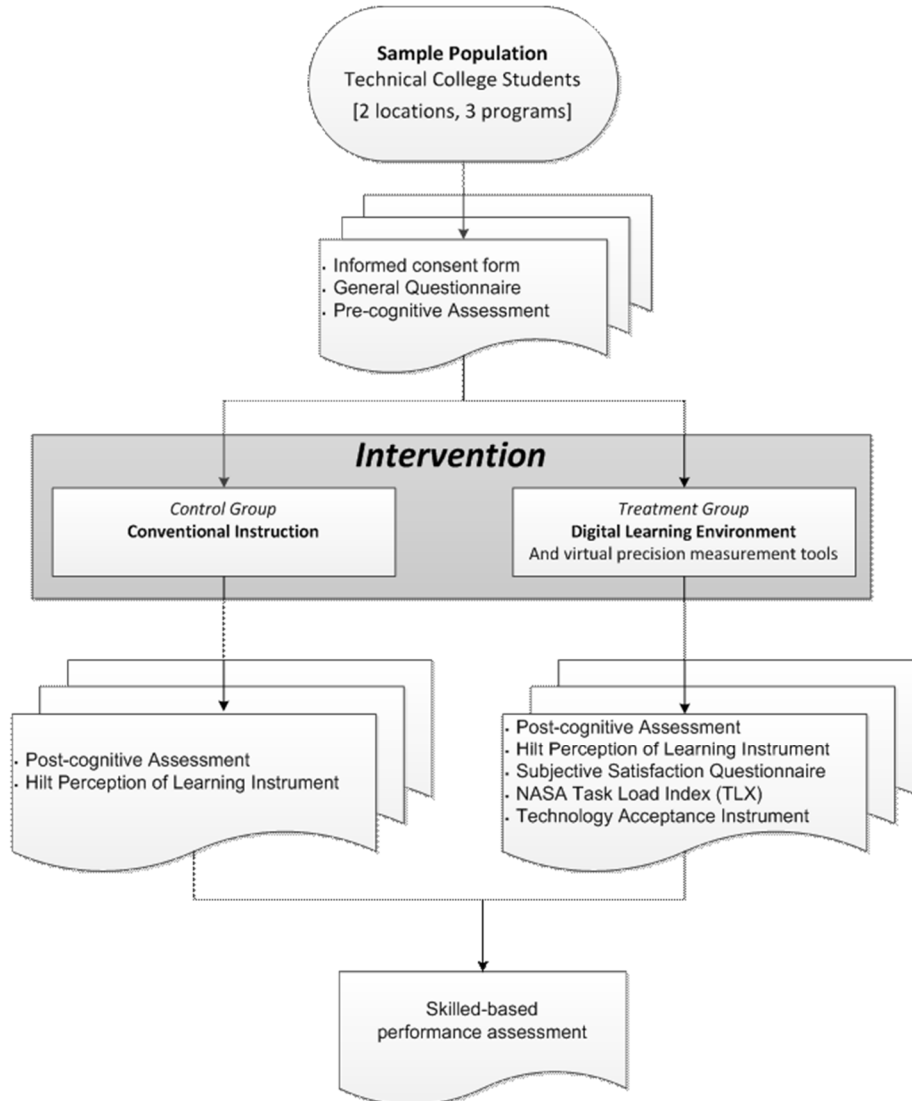 Sample Population
Technical College Students
[2 locations, 3 programs]
. Informed consent form
. General Questionnaire
. Pre-cognitive Assessment
Intervention
Control Group
Conventional Instruction
Treatment Group
Digital Learning Environment
And virtual precision measurement tools
. Post-cognitive Assessment
. Hilt Perception of Learning Instrument
. Post-cognitive Assessment
. Hilt Perception of Learning Instrument
. Subjective Satisfaction Questionnaire
. NASA Task Load Index (TLX)
. Technology Acceptance Instrument
Skilled-based
performance assessment